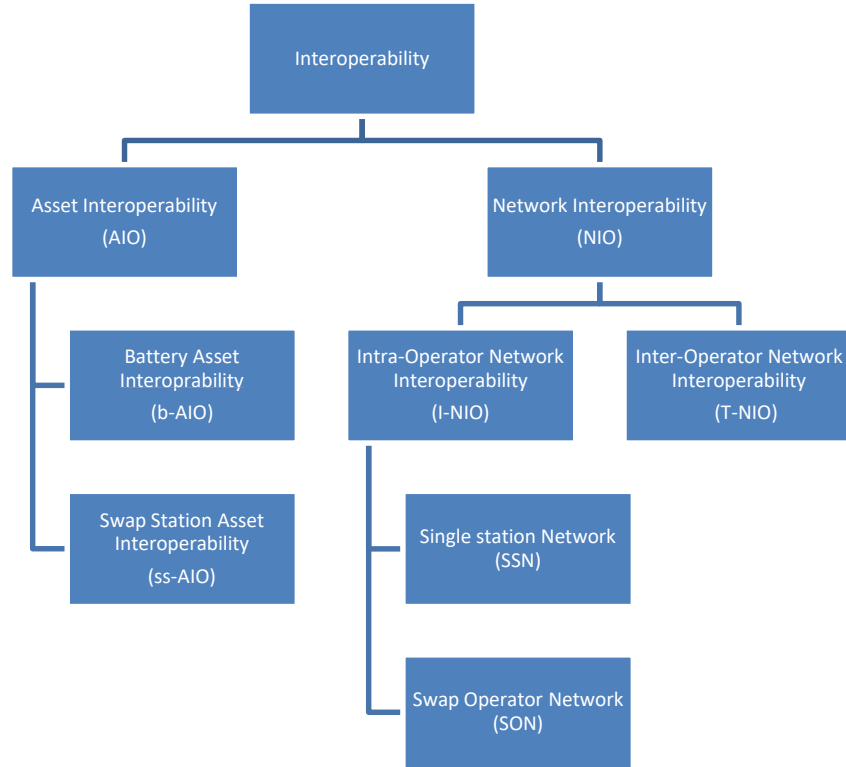 Interoperability
Asset Interoperability
(AIO)
Network Interoperability
(NIO)
Battery Asset
Interoprability
(b-AIO)
Intra-Operator Network
Interoperability
(I-NIO)
Inter-Operator Network
Interoperability
(T-NIO)
Swap Station Asset
Interoperability
(ss-AIO)
Single station Network
(SSN)
Swap Operator Network
(SON)